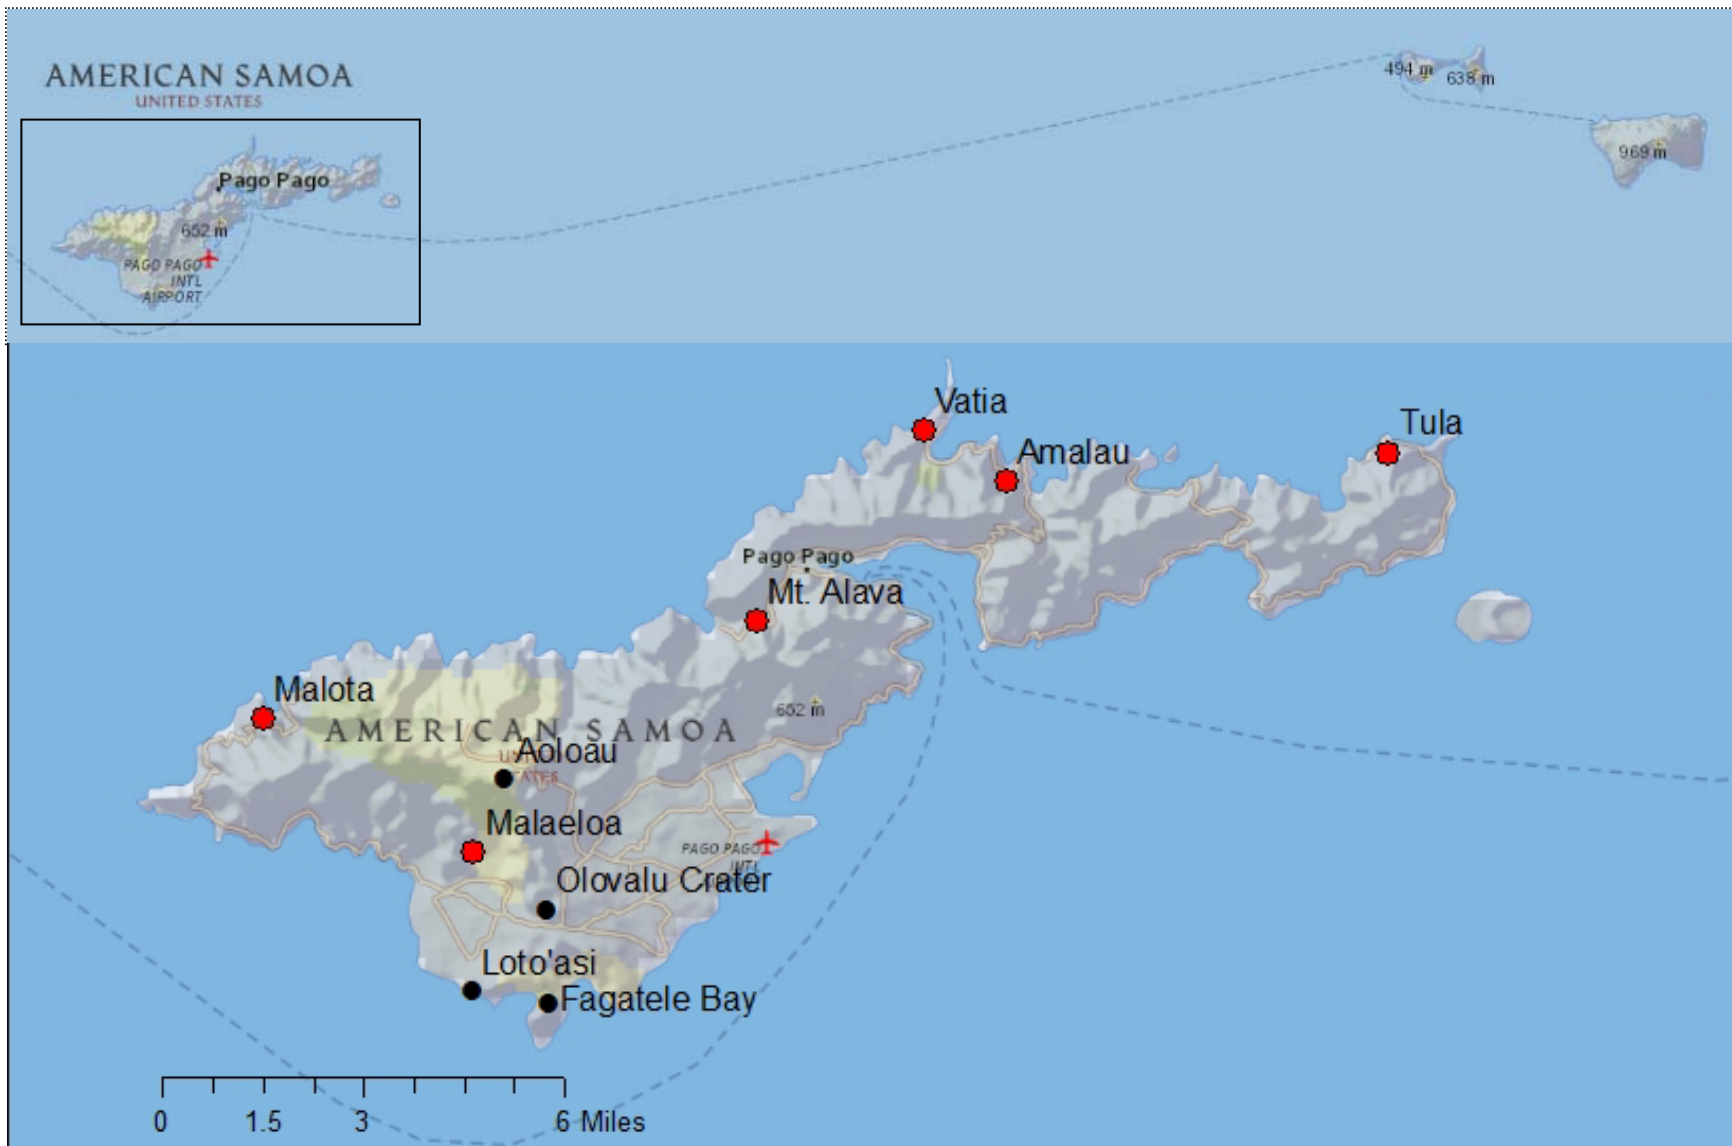 AMERICAN SAMOA
UNITED STATES
494 m
638 m
969 m
Pago Pago
652 m
PAGO PAGO
INTL
AIRPORT
Vatia
Tula
Amalau
Pago Pago
Mt. Alava
Malota
652 m
AMERICAN SAMOA
Aoloau
Malaeloa
PAGO PAGO
INTL
Olovalu Crater
Loto'asi
Fagatele Bay
0 1.5 3 6 Miles